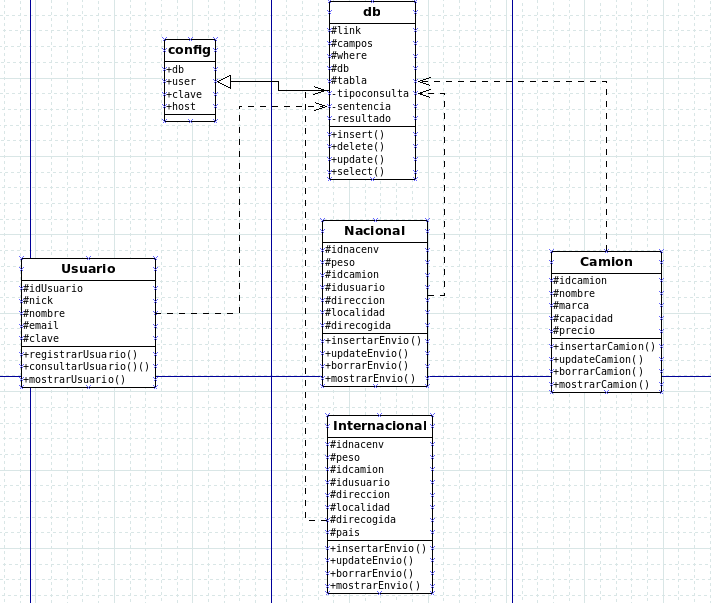 config
+db
+user
+clave
+host
db
#link
#campos
#where
#db
#tabla
-tipoconsulta
-sentencia
-resultado
+insert()
+delete()
+update()
+select()
Usuario
#idUsuario
#nick
#nombre
#email
#clave
+registrarUsuario()
+consultarUsuario()()
+mostrarUsuario()
Nacional
#idnacenv
#peso
#idcamion
#idusuario
#direccion
#localidad
#direcogida
+insertarEnvio()
+updateEnvio()
+borrarEnvio()
+mostrarEnvio()
Camion
#idcamion
#nombre
#marca
#capacidad
#precio
+insertarCamion()
+updateCamion()
+borrarCamion()
+mostrarCamion()
Internacional
#idnacenv
#peso
#idcamion
#idusuario
#direccion
#localidad
#direcogida
#pais
+insertarEnvio()
+updateEnvio()
+borrarEnvio()
+mostrarEnvio()